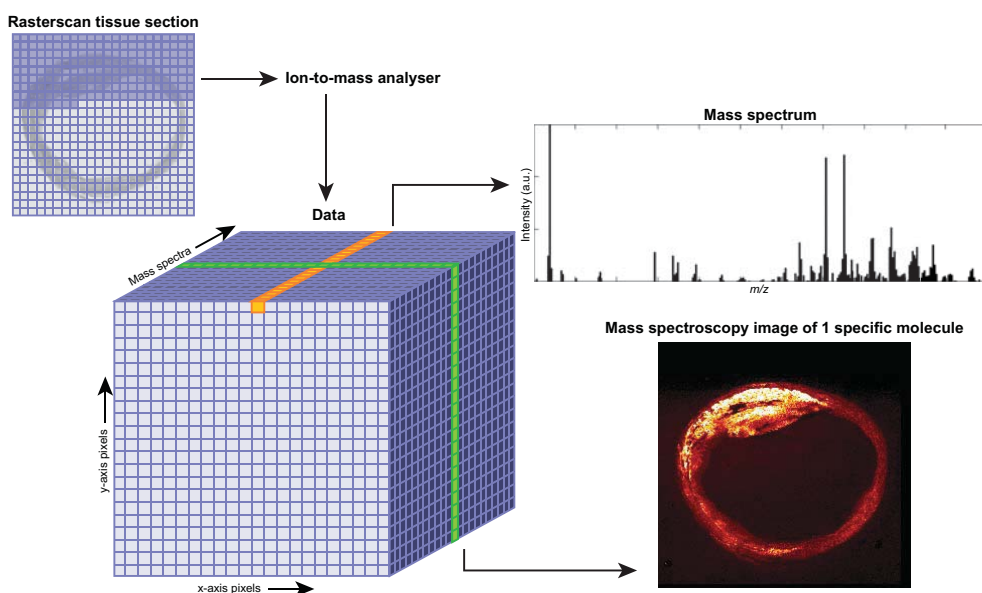 Rasterscan tissue section
Ion-to-mass analyser
Data
Mass spectra
y-axis pixels
x-axis pixels
Mass spectrum
Intensity (a.u.)
m/z
Mass spectroscopy image of 1 specific molecule